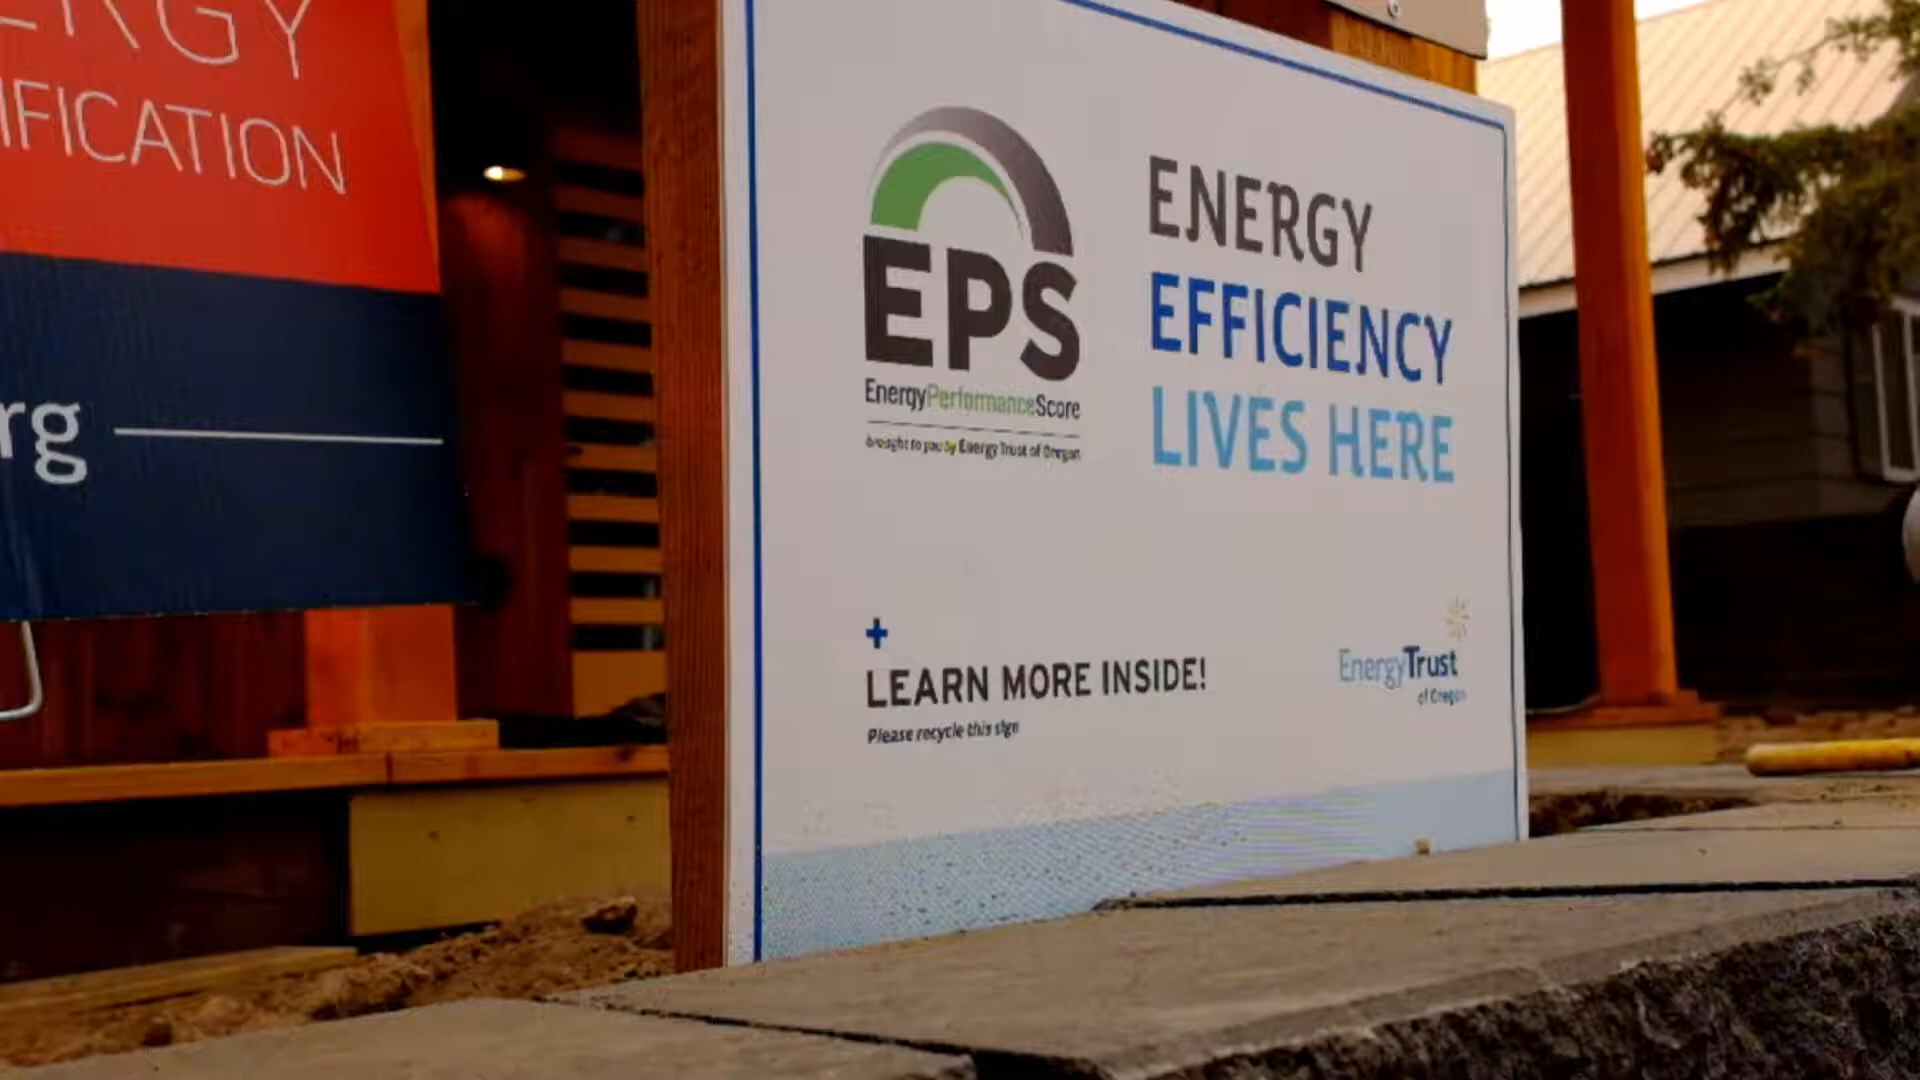 ERGY
IFICATION
rg
EPS
EnergyPerformanceScore
brought to you by Energy Trust of Oregon
ENERGY
EFFICIENCY
LIVES HERE
+
LEARN MORE INSIDE!
Please recycle this sign
EnergyTrust
of Oregon